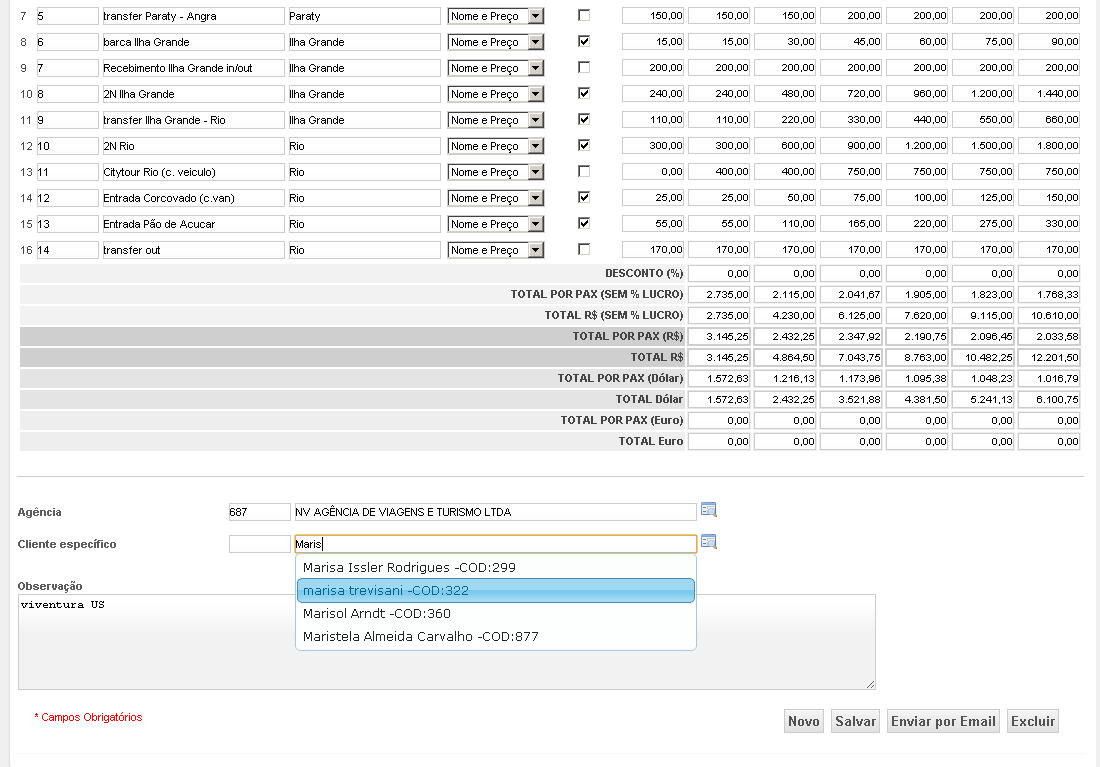 7 5 transfer Paraty - Angra Paraty Nome e Preço 150,00 150,00 150,00 200,00 200,00 200,00 200,00
8 6 barca Ilha Grande Ilha Grande Nome e Preço 15,00 15,00 30,00 45,00 60,00 75,00 90,00
9 7 Recebimento Ilha Grande in/out Ilha Grande Nome e Preço 200,00 200,00 200,00 200,00 200,00 200,00 200,00
10 8 2N Ilha Grande Ilha Grande Nome e Preço 240,00 240,00 480,00 720,00 960,00 1.200,00 1.440,00
11 9 transfer Ilha Grande - Rio Ilha Grande Nome e Preço 110,00 110,00 220,00 330,00 440,00 550,00 660,00
12 10 2N Rio Rio Nome e Preço 300,00 300,00 600,00 900,00 1.200,00 1.500,00 1.800,00
13 11 Citytour Rio (c. veiculo) Rio Nome e Preço 0,00 400,00 400,00 750,00 750,00 750,00 750,00
14 12 Entrada Corcovado (c.van) Rio Nome e Preço 25,00 25,00 50,00 75,00 100,00 125,00 150,00
15 13 Entrada Pão de Acucar Rio Nome e Preço 55,00 55,00 110,00 165,00 220,00 275,00 330,00
16 14 transfer out Rio Nome e Preço 170,00 170,00 170,00 170,00 170,00 170,00 170,00
DESCONTO (%) 0,00 0,00 0,00 0,00 0,00 0,00
TOTAL POR PAX (SEM % LUCRO) 2.735,00 2.115,00 2.041,67 1.905,00 1.823,00 1.768,33
TOTAL R$ (SEM % LUCRO) 2.735,00 4.230,00 6.125,00 7.620,00 9.115,00 10.610,00
TOTAL POR PAX (R$) 3.145,25 2.432,25 2.347,92 2.190,75 2.096,45 2.033,58
TOTAL R$ 3.145,25 4.864,50 7.043,75 8.763,00 10.482,25 12.201,50
TOTAL POR PAX (Dólar) 1.572,63 1.216,13 1.173,96 1.095,38 1.048,23 1.016,79
TOTAL Dólar 1.572,63 2.432,25 3.521,88 4.381,50 5.241,13 6.100,75
TOTAL POR PAX (Euro) 0,00 0,00 0,00 0,00 0,00 0,00
TOTAL Euro 0,00 0,00 0,00 0,00 0,00 0,00
Agência 687 NV AGÊNCIA DE VIAGENS E TURISMO LTDA
Cliente específico Maris
Marisa Issler Rodrigues -COD:299
marisa trevisani -COD:322
Marisol Arndt -COD:360
Maristela Almeida Carvalho -COD:877
Observação
viventura US
* Campos Obrigatórios
Novo Salvar Enviar por Email Excluir